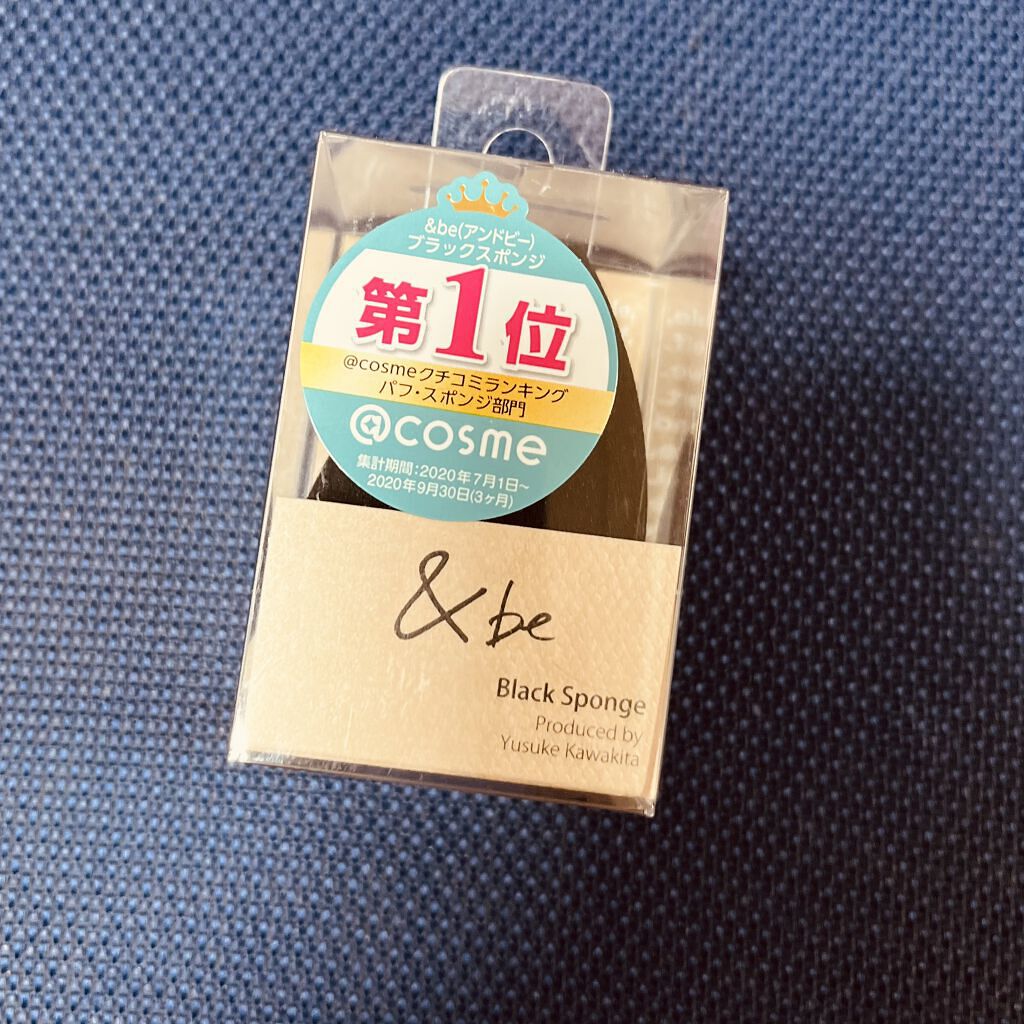 &be(アンドビー)
ブラックスポンジ
第1位
@cosmeクチコミランキング
パフ・スポンジ部門
@cosme
集計期間:2020年7月1日~
2020年9月30日(3ヶ月)
&be
Black Sponge
Produced by
Yusuke Kawakita